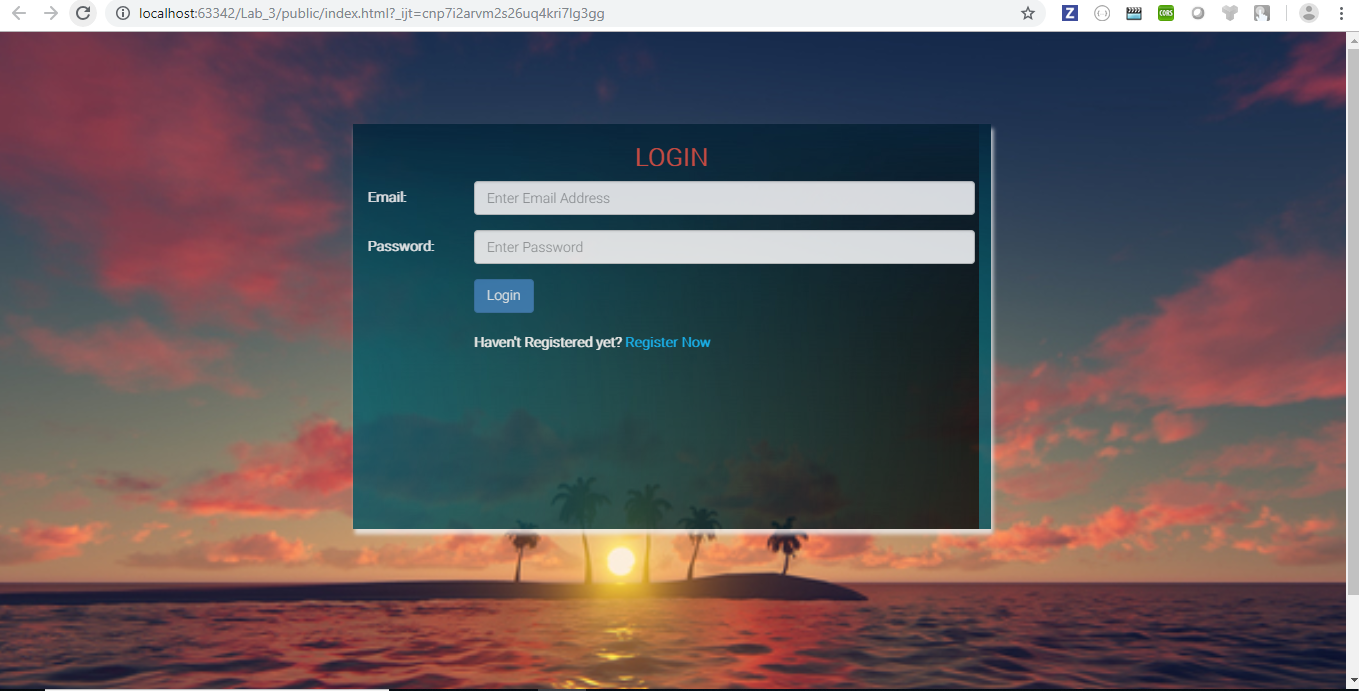 localhost:63342/Lab_3/public/index.html?_ijt=cnp7i2arvm2s26uq4kri7lg3gg
Z
CORS
LOGIN
Email:
Enter Email Address
Password:
Enter Password
Login
Haven't Registered yet? Register Now